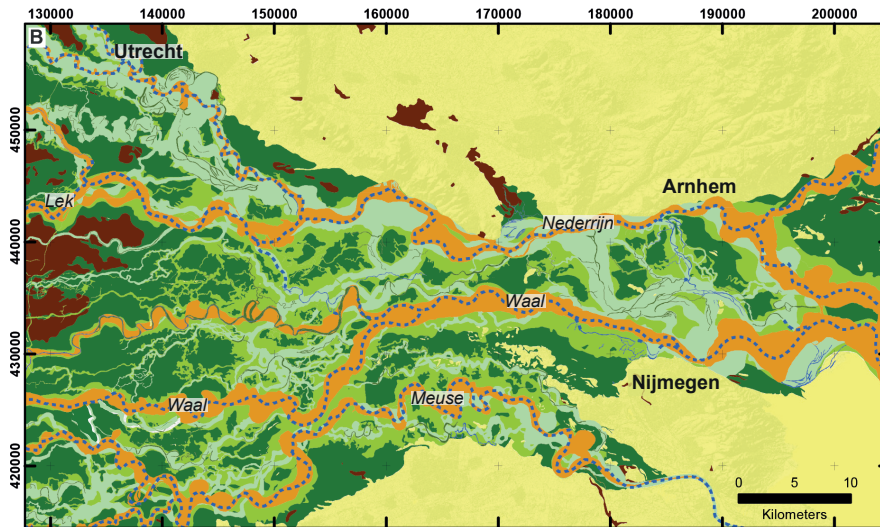 130000 140000 150000 160000 170000 180000 190000 200000
B
Utrecht
450000
Arnhem
Lek
Nederrijn
440000
Waal
430000
Nijmegen
Meuse
Waal
420000
0 5 10
Kilometers